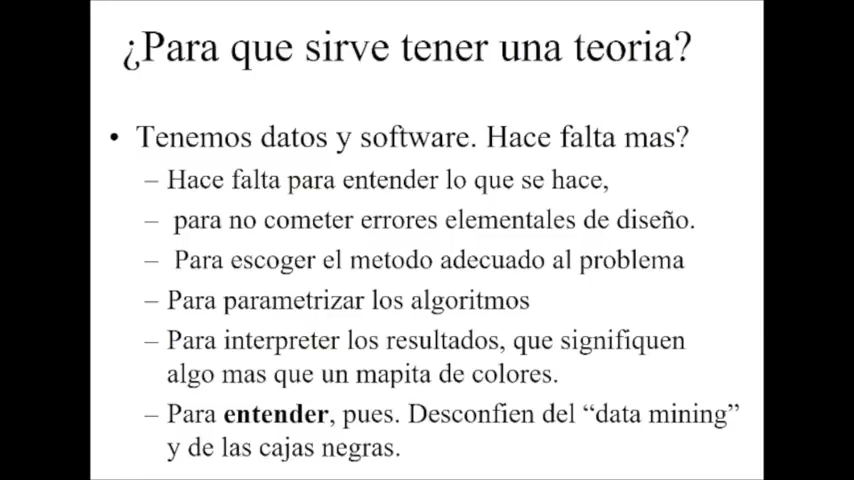 ¿Para que sirve tener una teoria?
• Tenemos datos y software. Hace falta mas?
– Hace falta para entender lo que se hace,
– para no cometer errores elementales de diseño.
– Para escoger el metodo adecuado al problema
– Para parametrizar los algoritmos
– Para interpreter los resultados, que signifiquen
algo mas que un mapita de colores.
– Para entender, pues. Desconfien del “data mining”
y de las cajas negras.